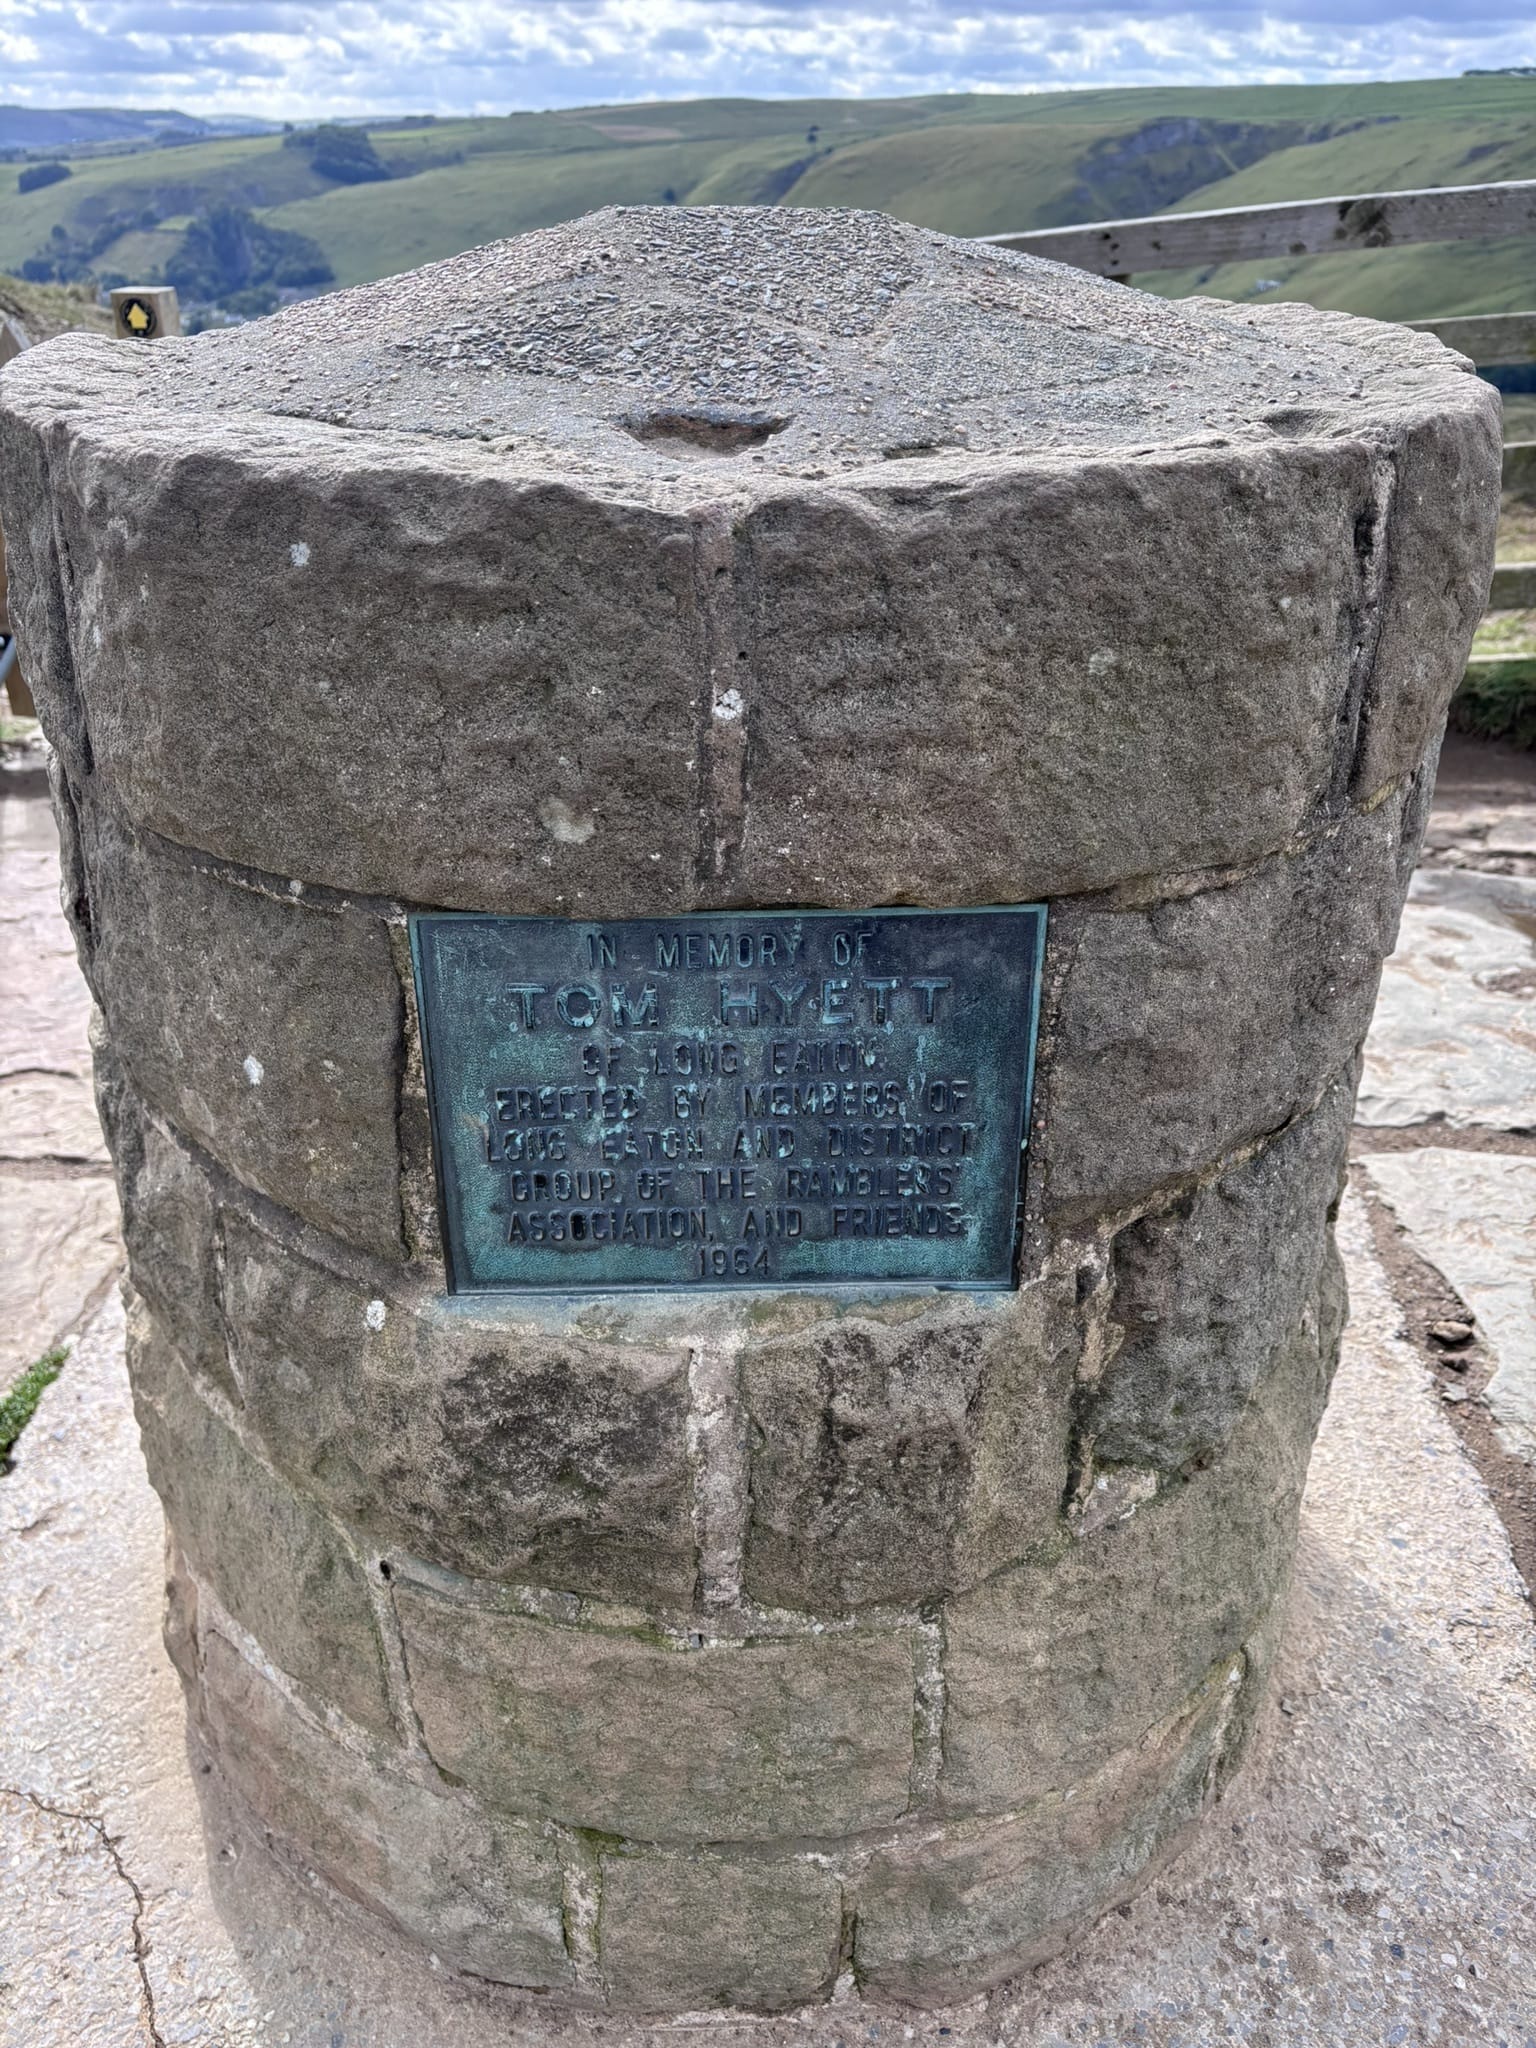 IN MEMORY OF
TOM HYETT
OF LONG EATON.
ERECTED BY MEMBERS OF
LONG EATON AND DISTRICT
GROUP OF THE RAMBLERS'
ASSOCIATION, AND FRIENDS
1964